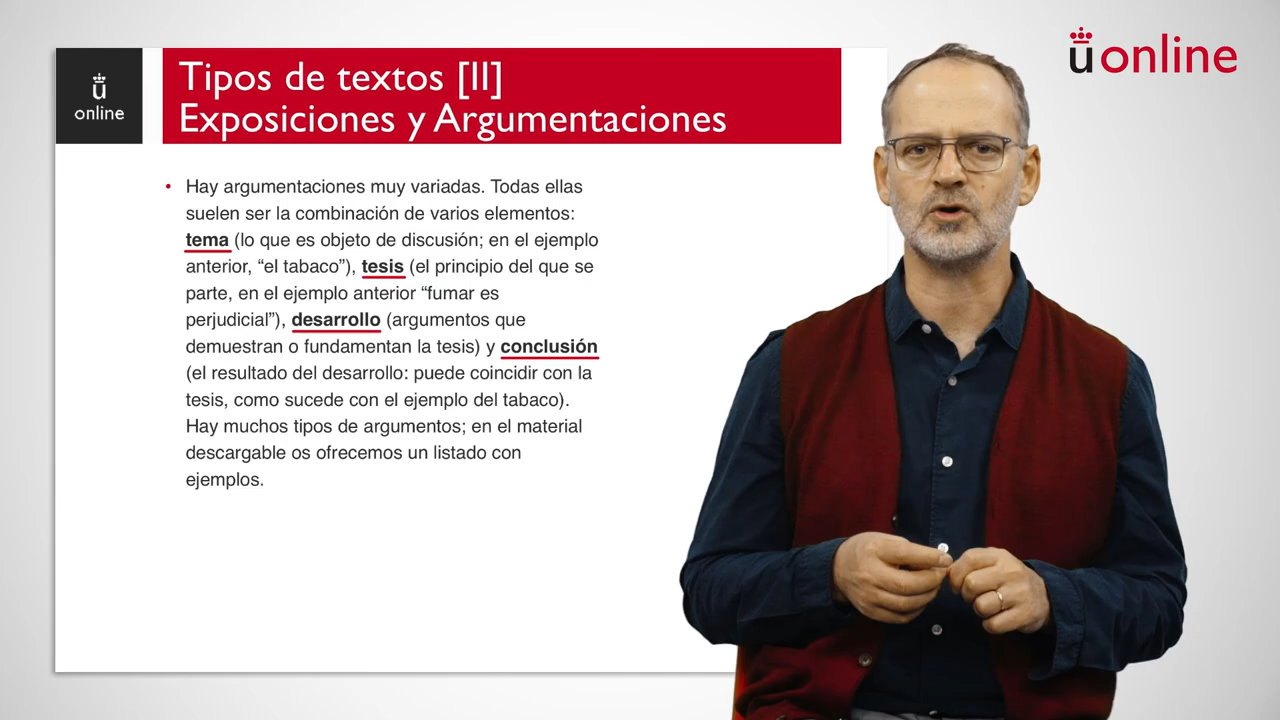 ü online
ü
online
Tipos de textos [II]
Exposiciones y Argumentaciones
• Hay argumentaciones muy variadas. Todas ellas
suelen ser la combinación de varios elementos:
tema (lo que es objeto de discusión; en el ejemplo
anterior, “el tabaco”), tesis (el principio del que se
parte, en el ejemplo anterior “fumar es
perjudicial”), desarrollo (argumentos que
demuestran o fundamentan la tesis) y conclusión
(el resultado del desarrollo: puede coincidir con la
tesis, como sucede con el ejemplo del tabaco).
Hay muchos tipos de argumentos; en el material
descargable os ofrecemos un listado con
ejemplos.